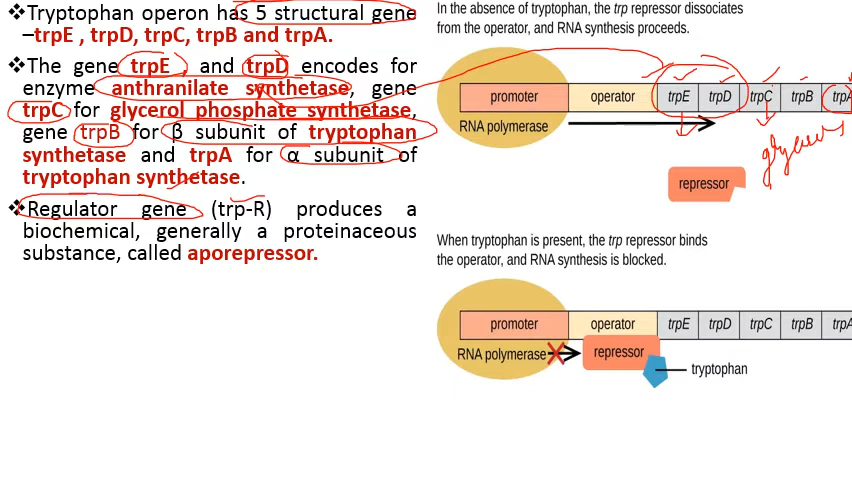 ❖Tryptophan operon has 5 structural gene
–trpE , trpD, trpC, trpB and trpA.
❖The gene trpE , and trpD encodes for
enzyme anthranilate synthetase, gene
trpC for glycerol phosphate synthetase,
gene trpB for β subunit of tryptophan
synthetase and trpA for α subunit of
tryptophan synthetase.
❖Regulator gene (trp-R) produces a
biochemical, generally a proteinaceous
substance, called aporepressor.
In the absence of tryptophan, the trp repressor dissociates
from the operator, and RNA synthesis proceeds.
promoter operator trpE trpD trpC trpB trpA
RNA polymerase
repressor
When tryptophan is present, the trp repressor binds
the operator, and RNA synthesis is blocked.
promoter operator trpE trpD trpC trpB trpA
RNA polymerase repressor
tryptophan